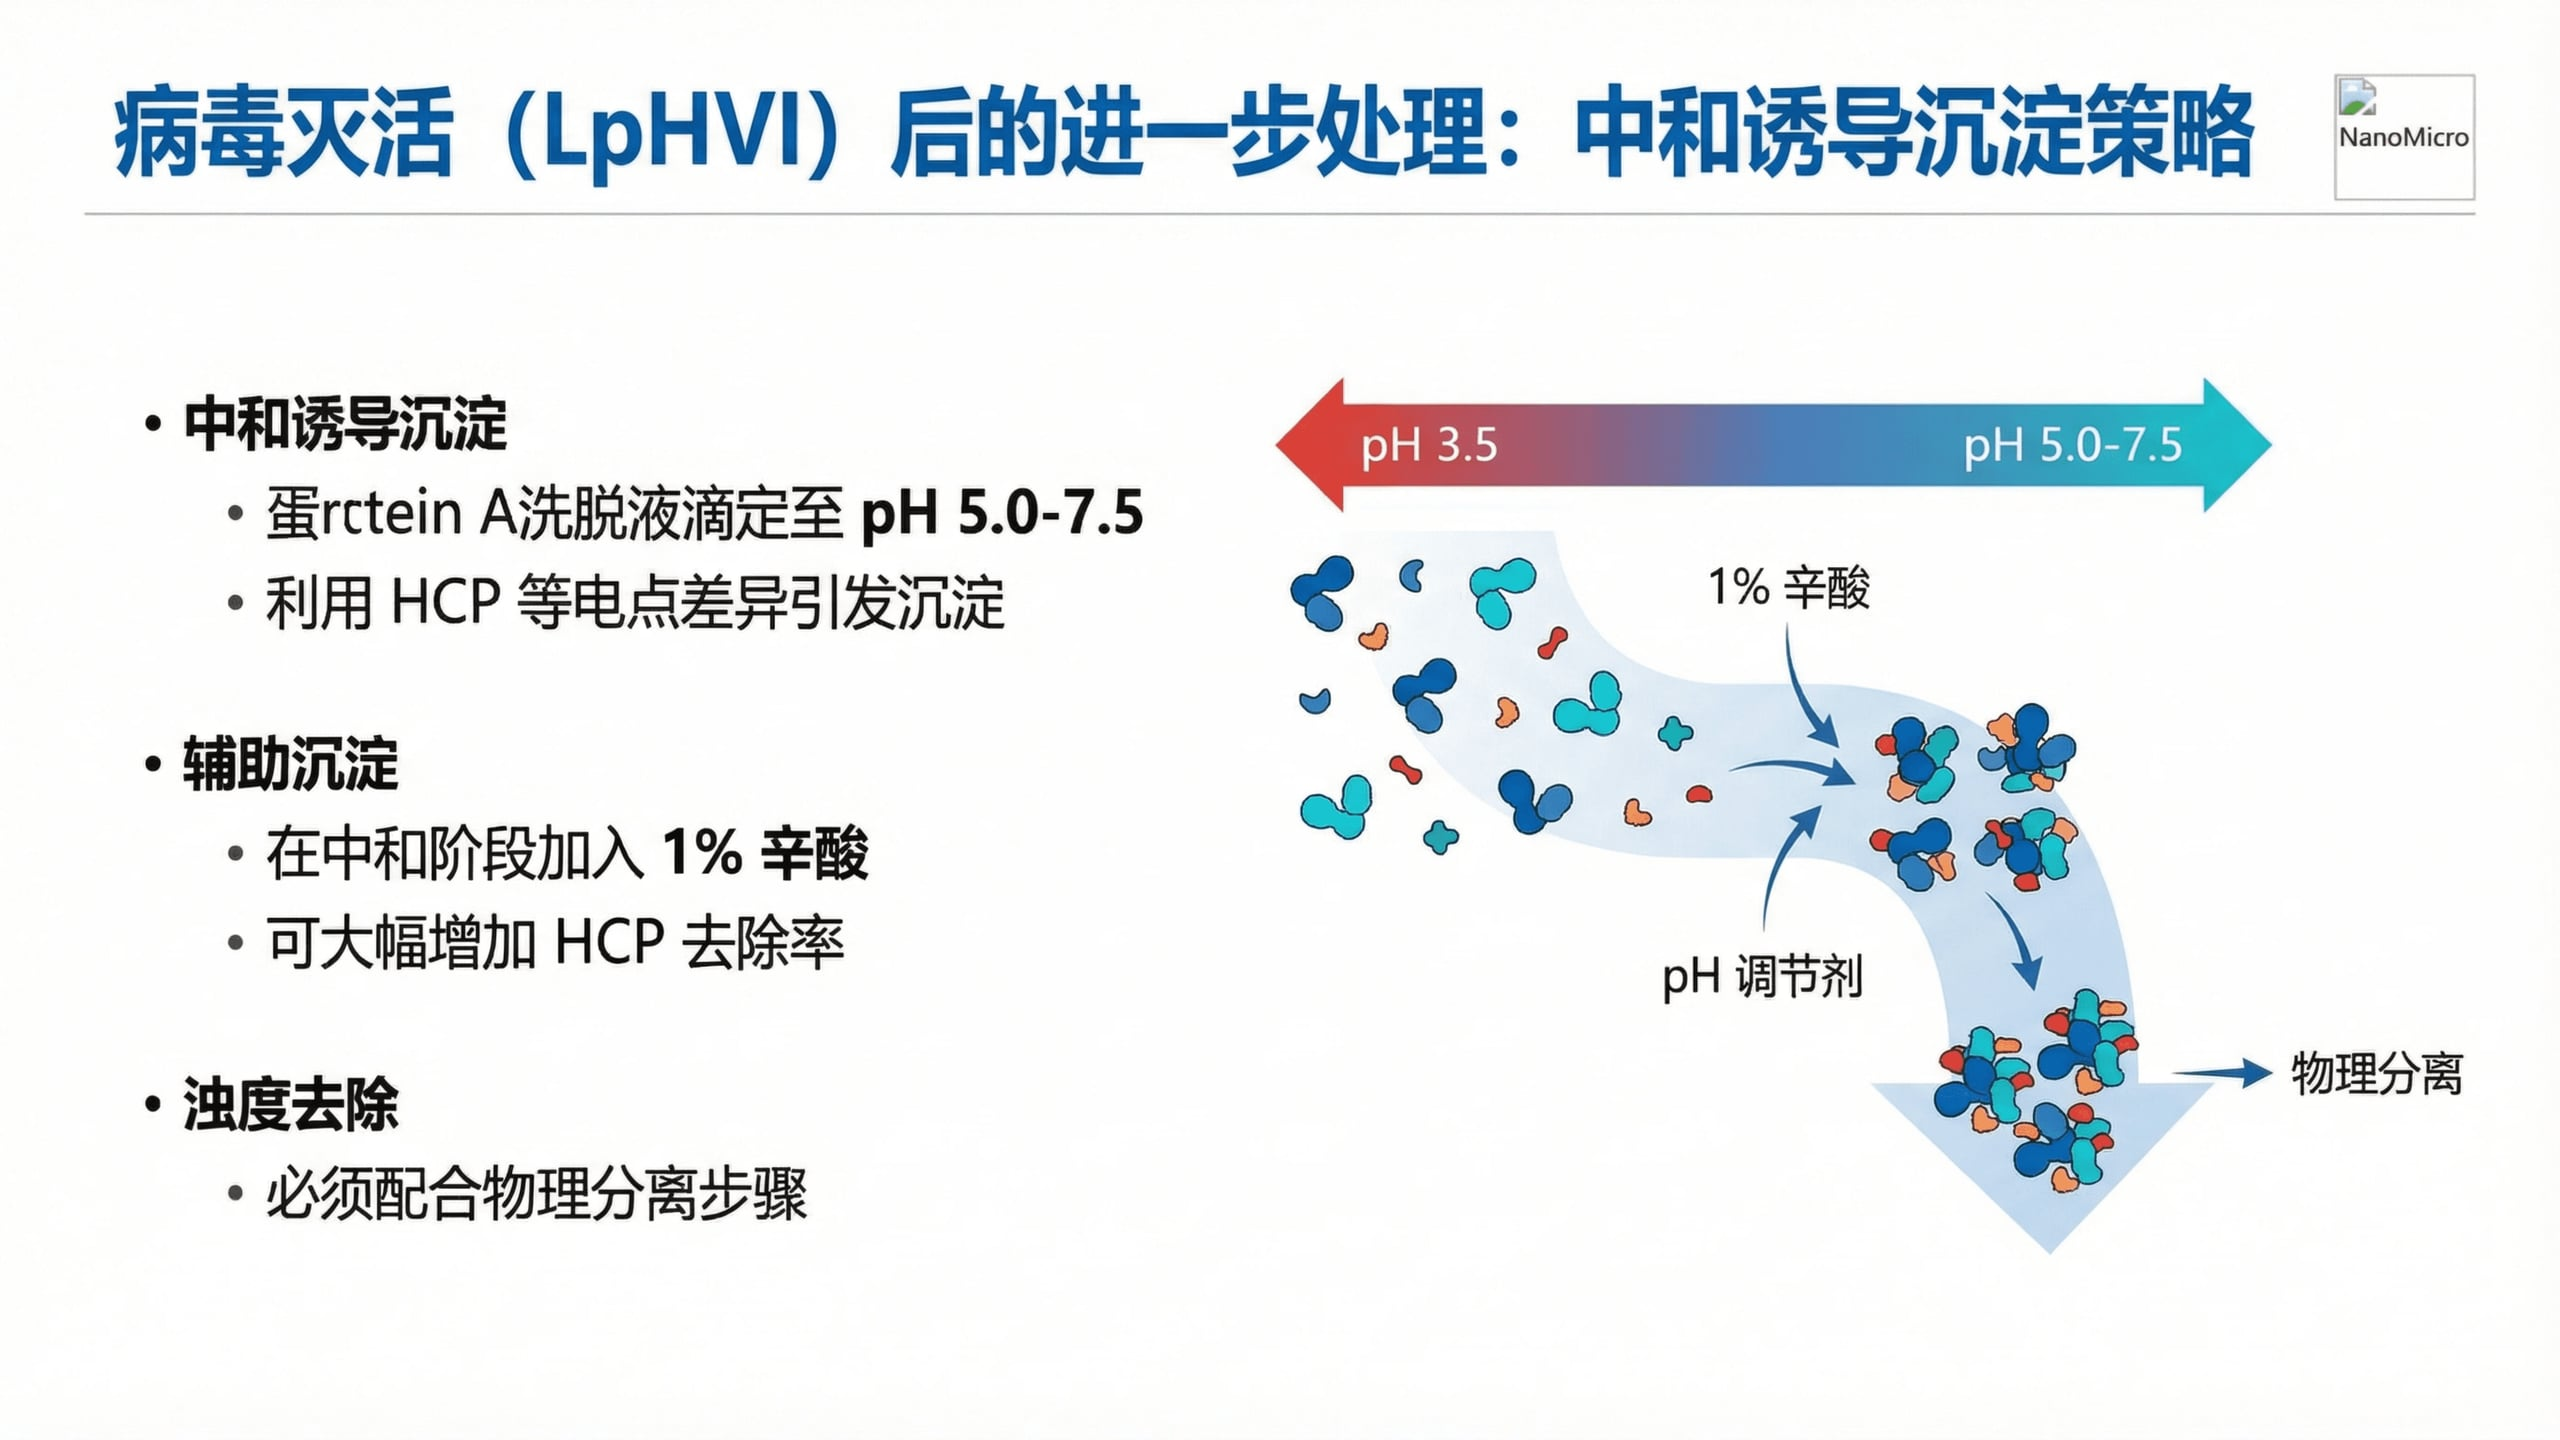 病毒灭活（LpHVI）后的进一步处理：中和诱导沉淀策略
NanoMicro
• 中和诱导沉淀
• 蛋rctein A洗脱液滴定至 pH 5.0-7.5
• 利用 HCP 等电点差异引发沉淀
• 辅助沉淀
• 在中和阶段加入 1% 辛酸
• 可大幅增加 HCP 去除率
• 浊度去除
• 必须配合物理分离步骤
pH 3.5
pH 5.0-7.5
1% 辛酸
pH 调节剂
物理分离